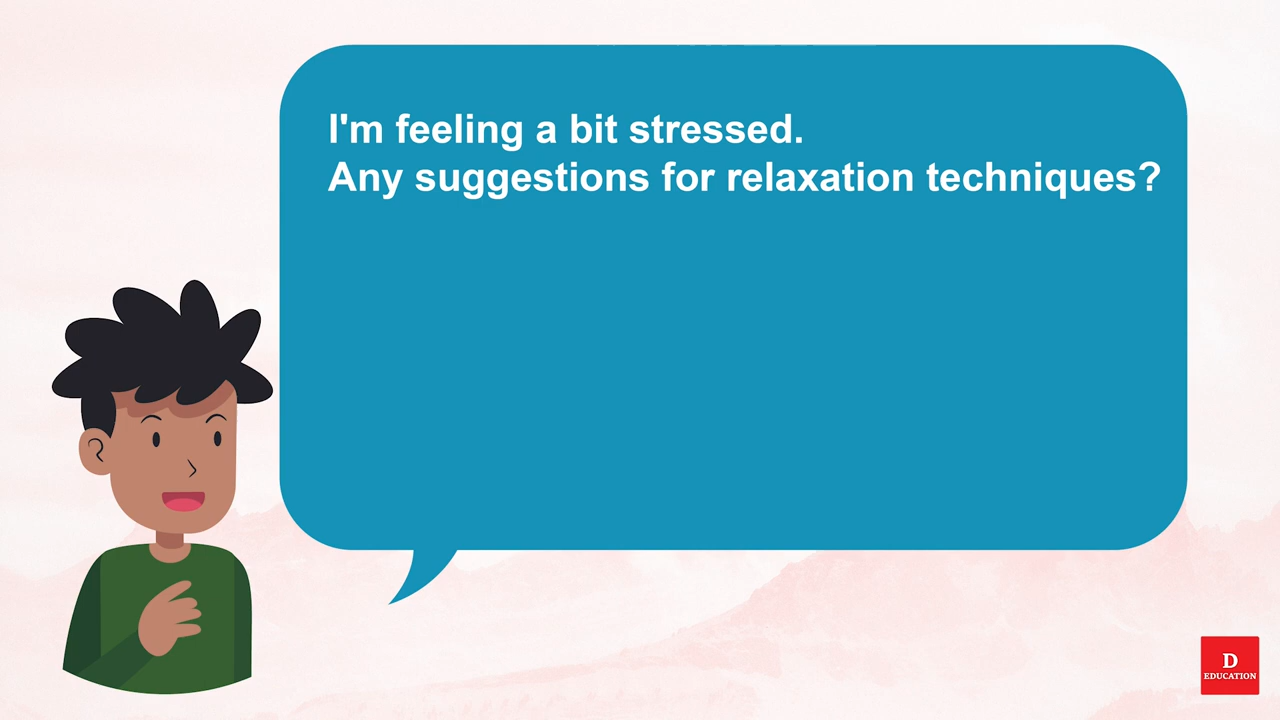 I'm feeling a bit stressed.
Any suggestions for relaxation techniques?
D
EDUCATION